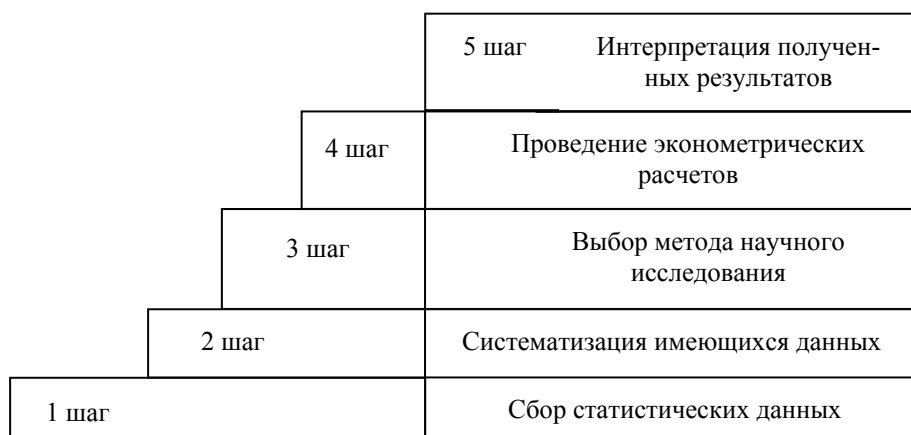 5 шаг
Интерпретация получен-
ных результатов
4 шаг
Проведение эконометрических
расчетов
3 шаг
Выбор метода научного
исследования
2 шаг
Систематизация имеющихся данных
1 шаг
Сбор статистических данных